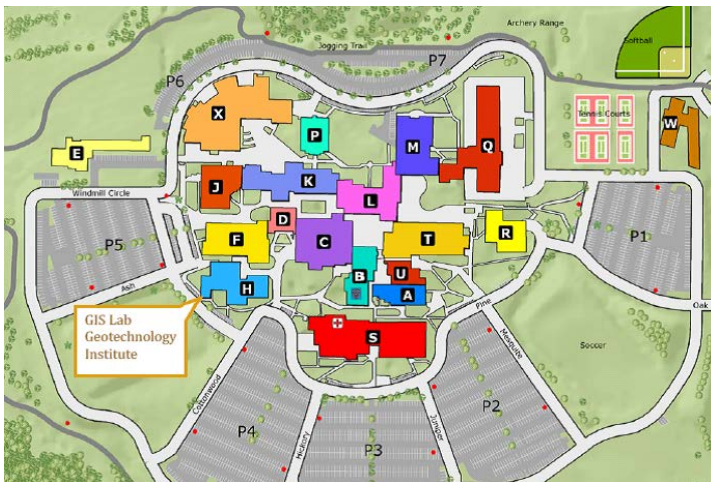 Archery Range
Softball
Jogging Trail
P7
P6
X
P
M
Q
Tennis Courts
W
E
J
K
L
Windmill Circle
D
P5
F
C
T
R
P1
B
U
H
A
Ash
Pine
Oak
GIS Lab
Geotechnology
Institute
S
Mesquite
Soccer
Cottonwood
P2
P4
Hickory
Juniper
P3